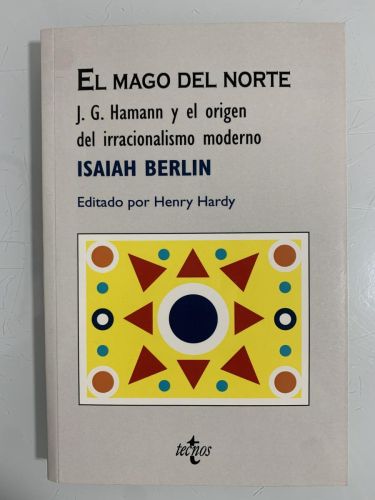 EL MAGO DEL NORTE
J. G. Hamann y el origen
del irracionalismo moderno
ISAIAH BERLIN
Editado por Henry Hardy
tecnos